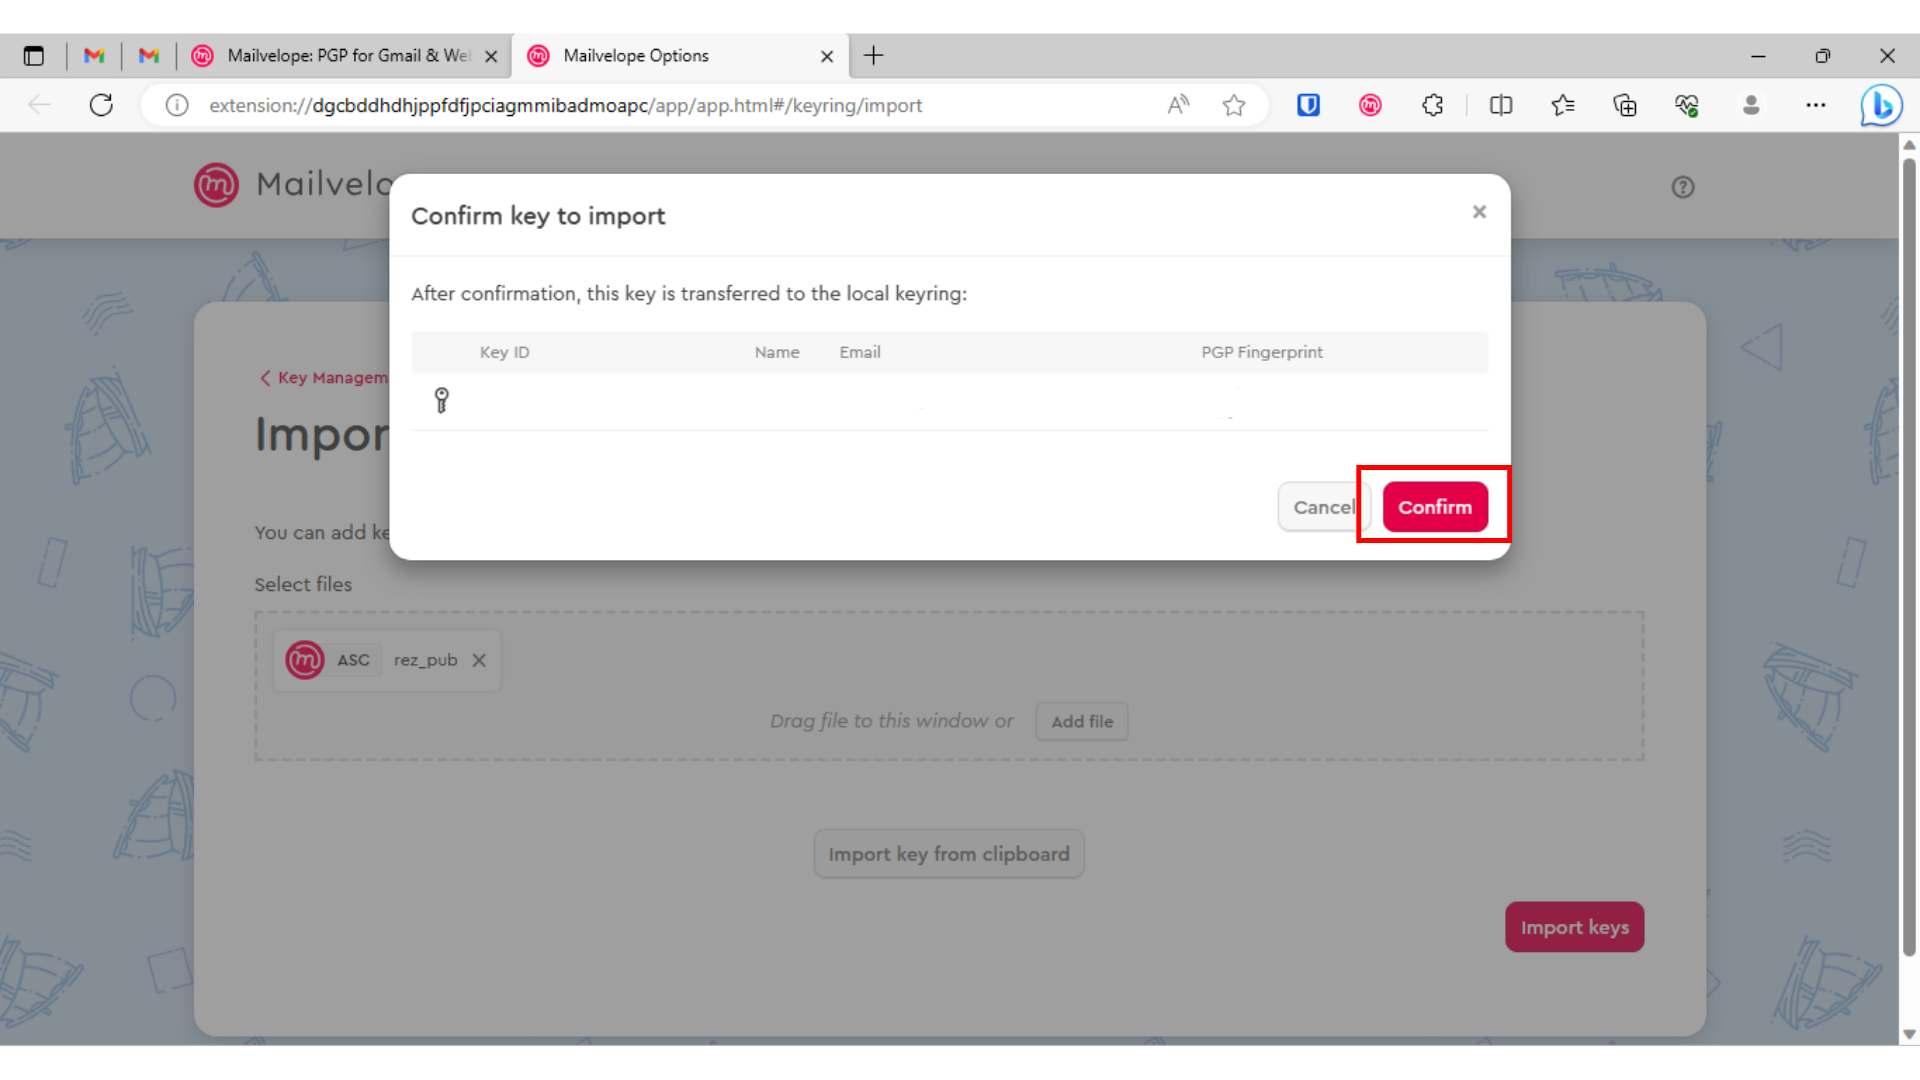 Mailvelope: PGP for Gmail & We
Mailvelope Options
extension://dgcbddhdhjppfdfjpciagmmibadmoapc/app/app.html#/keyring/import
Mailvelo
Confirm key to import
After confirmation, this key is transferred to the local keyring:
Key ID Name Email PGP Fingerprint
Cancel Confirm
Key Managem
Impor
You can add ke
Select files
ASC rez_pub
Drag file to this window or Add file
Import key from clipboard
Import keys